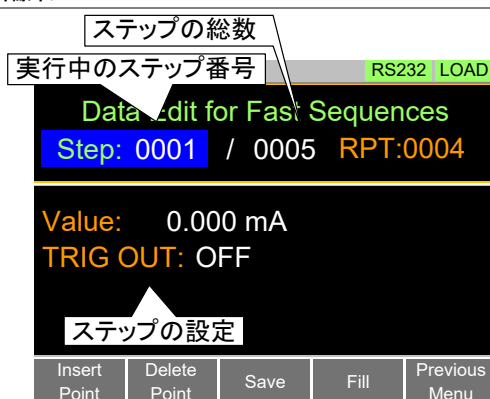 ステップの総数
実行中のステップ番号
RS232 LOAD
Data Edit for Fast Sequences
Step: 0001 / 0005 RPT:0004
Value: 0.000 mA
TRIG OUT: OFF
ステップの設定
Insert Point
Delete Point
Save
Fill
Previous Menu